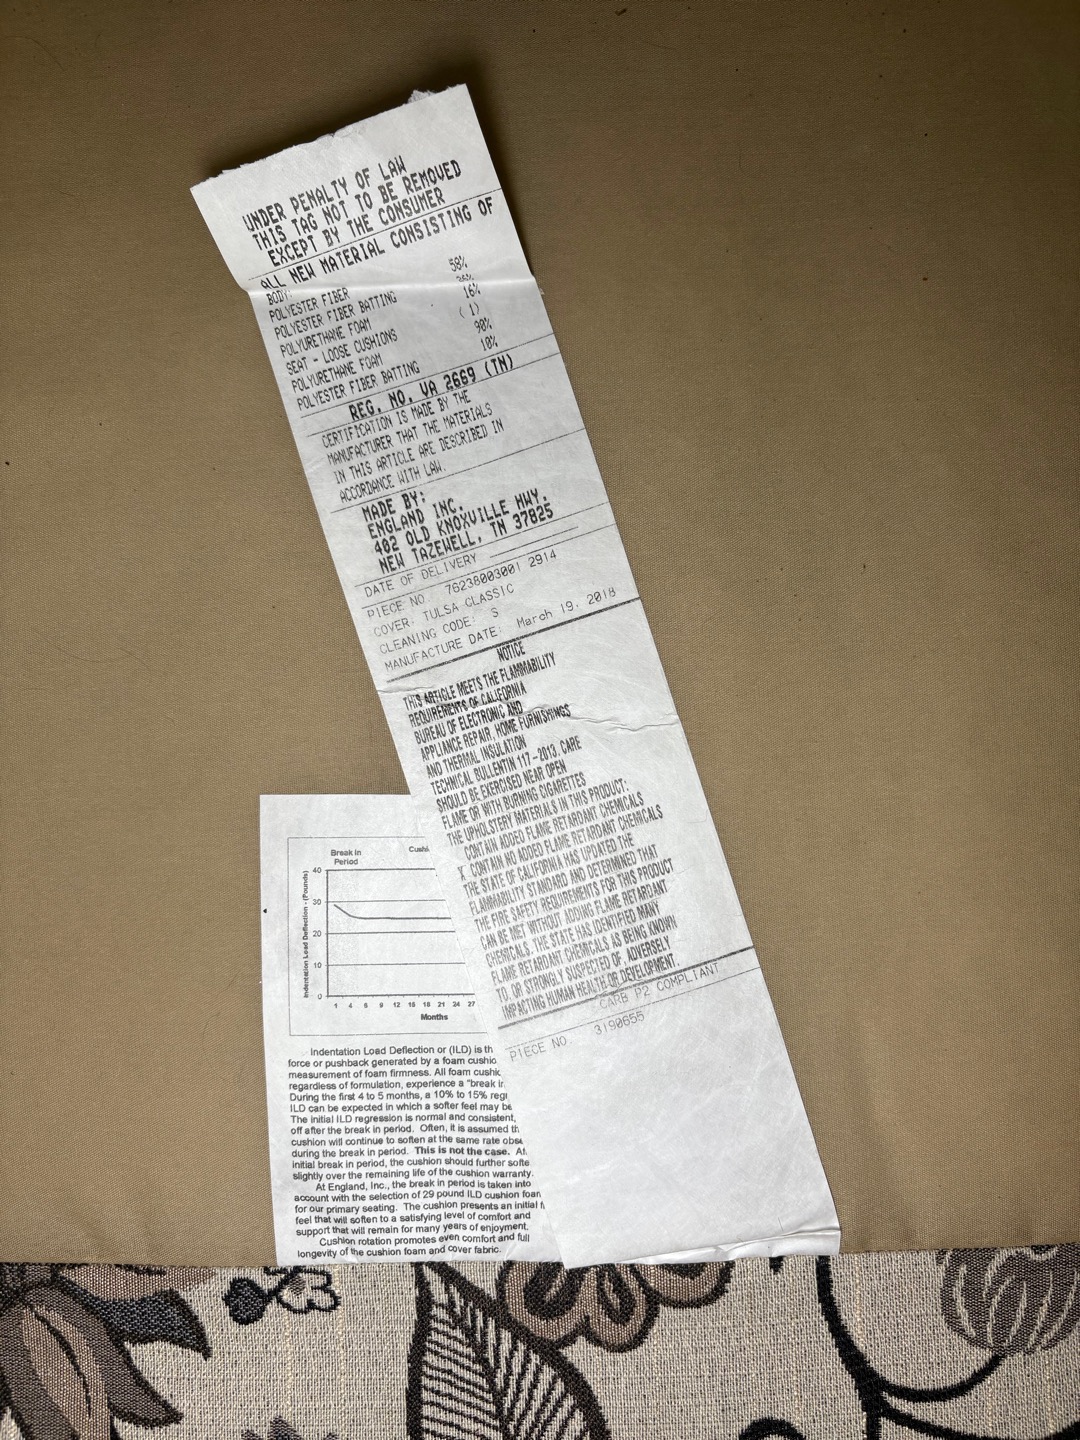 UNDER PENALTY OF LAW
THIS TAG NOT TO BE REMOVED
EXCEPT BY THE CONSUMER
ALL NEW MATERIAL CONSISTING OF
BODY:
POLYESTER FIBER 58%
POLYESTER FIBER BATTING 26%
POLYURETHANE FOAM 16%
SEAT - LOOSE CUSHIONS (1)
POLYURETHANE FOAM 90%
POLYESTER FIBER BATTING 10%
REG. NO. VA 2669 (TN)
CERTIFICATION IS MADE BY THE
MANUFACTURER THAT THE MATERIALS
IN THIS ARTICLE ARE DESCRIBED IN
ACCORDANCE WITH LAW.
MADE BY:
ENGLAND INC.
402 OLD KNOXVILLE HWY.
NEW TAZEWELL, TN 37825
DATE OF DELIVERY
PIECE NO. 76238003001 2914
COVER: TULSA CLASSIC
CLEANING CODE: S
MANUFACTURE DATE: March 19, 2018
NOTICE
THIS ARTICLE MEETS THE FLAMMABILITY
REQUIREMENTS OF CALIFORNIA
BUREAU OF ELECTRONIC AND
APPLIANCE REPAIR, HOME FURNISHINGS
AND THERMAL INSULATION
TECHNICAL BULLENTIN 117-2013. CARE
SHOULD BE EXERCISED NEAR OPEN
FLAME OR WITH BURNING CIGARETTES
THE UPHOLSTERY MATERIALS IN THIS PRODUCT:
CONTAIN ADDED FLAME RETARDANT CHEMICALS
X CONTAIN NO ADDED FLAME RETARDANT CHEMICALS
THE STATE OF CALIFORNIA HAS UPDATED THE
FLAMMABILITY STANDARD AND DETERMINED THAT
THE FIRE SAFETY REQUIREMENTS FOR THIS PRODUCT
CAN BE MET WITHOUT ADDING FLAME RETARDANT
CHEMICALS. THE STATE HAS IDENTIFIED MANY
FLAME RETARDANT CHEMICALS AS BEING KNOWN
TO, OR STRONGLY SUSPECTED OF, ADVERSELY
IMPACTING HUMAN HEALTH OR DEVELOPMENT.
CARB P2 COMPLIANT
PIECE NO. 3190655
Break in
Period
Cushi
Indentation Load Deflection - (Pounds)
40
30
20
10
0
1 4 6 9 12 15 18 21 24 27
Months
Indentation Load Deflection or (ILD) is th
force or pushback generated by a foam cushio
measurement of foam firmness. All foam cushic
regardless of formulation, experience a "break ir
During the first 4 to 5 months, a 10% to 15% regr
ILD can be expected in which a softer feel may be
The initial ILD regression is normal and consistent,
off after the break in period. Often, it is assumed th
cushion will continue to soften at the same rate obse
during the break in period. This is not the case. Af
initial break in period, the cushion should further softe
slightly over the remaining life of the cushion warranty.
At England, Inc., the break in period is taken into
account with the selection of 29 pound ILD cushion foan
for our primary seating. The cushion presents an initial f
feel that will soften to a satisfying level of comfort and
support that will remain for many years of enjoyment.
Cushion rotation promotes even comfort and full
longevity of the cushion foam and cover fabric.